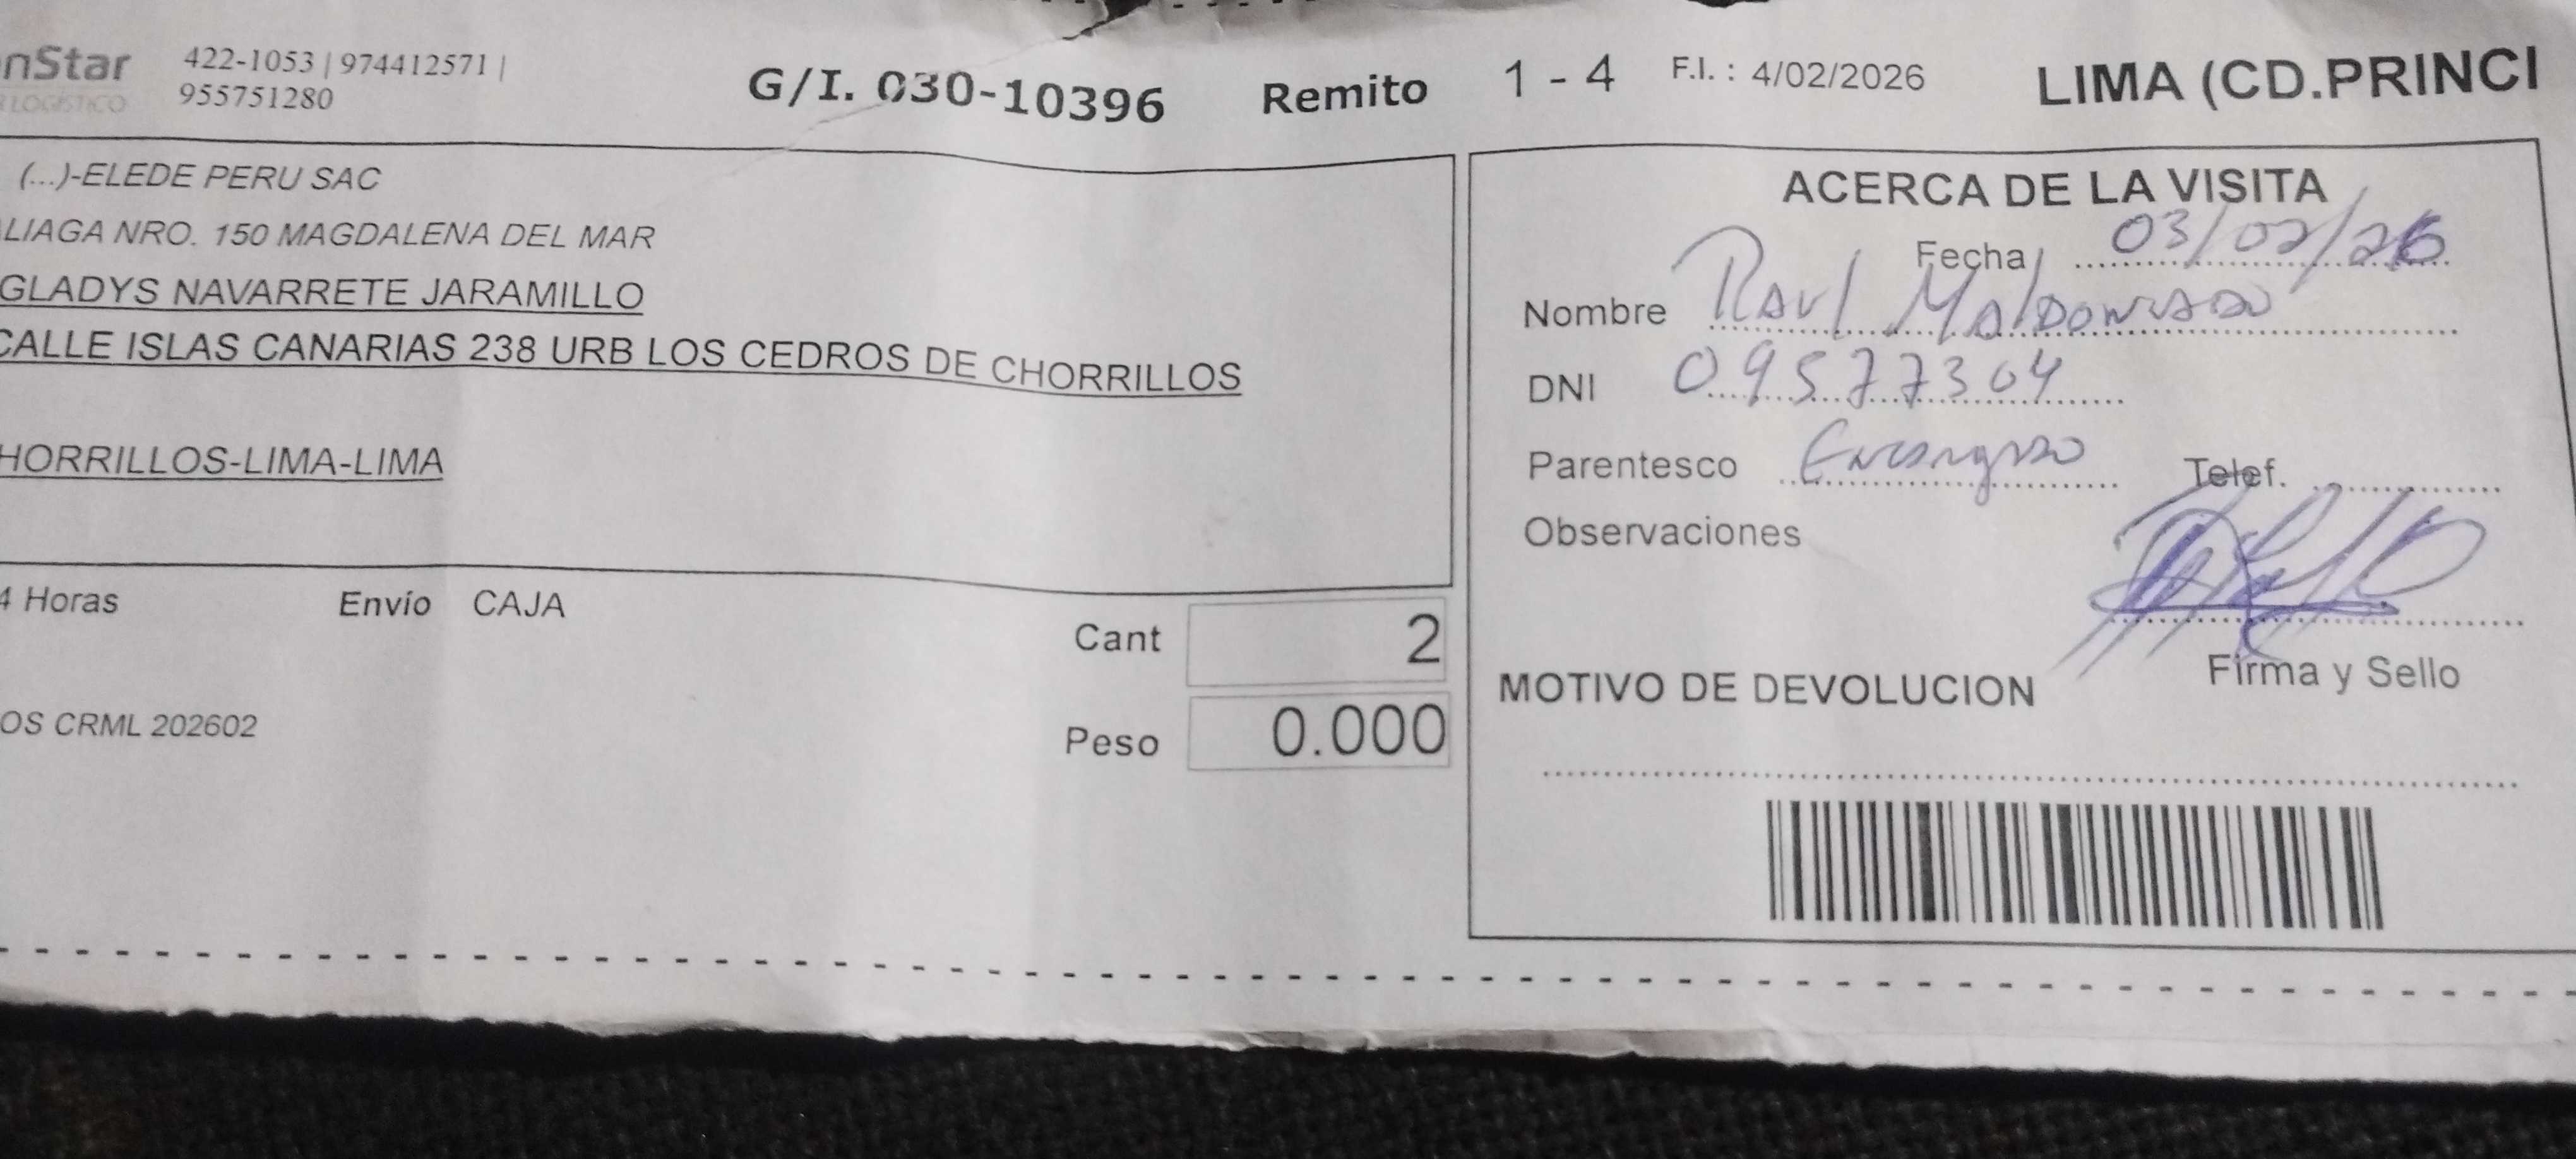 nStar 422-1053 | 974412571 |
LOGÍSTICO 955751280
G/I. 030-10396 Remito 1 - 4 F.I. : 4/02/2026 LIMA (CD.PRINCI
(...)-ELEDE PERU SAC
LIAGA NRO. 150 MAGDALENA DEL MAR
GLADYS NAVARRETE JARAMILLO
CALLE ISLAS CANARIAS 238 URB LOS CEDROS DE CHORRILLOS
HORRILLOS-LIMA-LIMA
4 Horas Envío CAJA
Cant 2
OS CRML 202602
Peso 0.000
ACERCA DE LA VISITA
Fecha 03/02/26
Nombre Raul Maldonado
DNI 09577304
Parentesco Encargado Telef.
Observaciones
Firma y Sello
MOTIVO DE DEVOLUCION